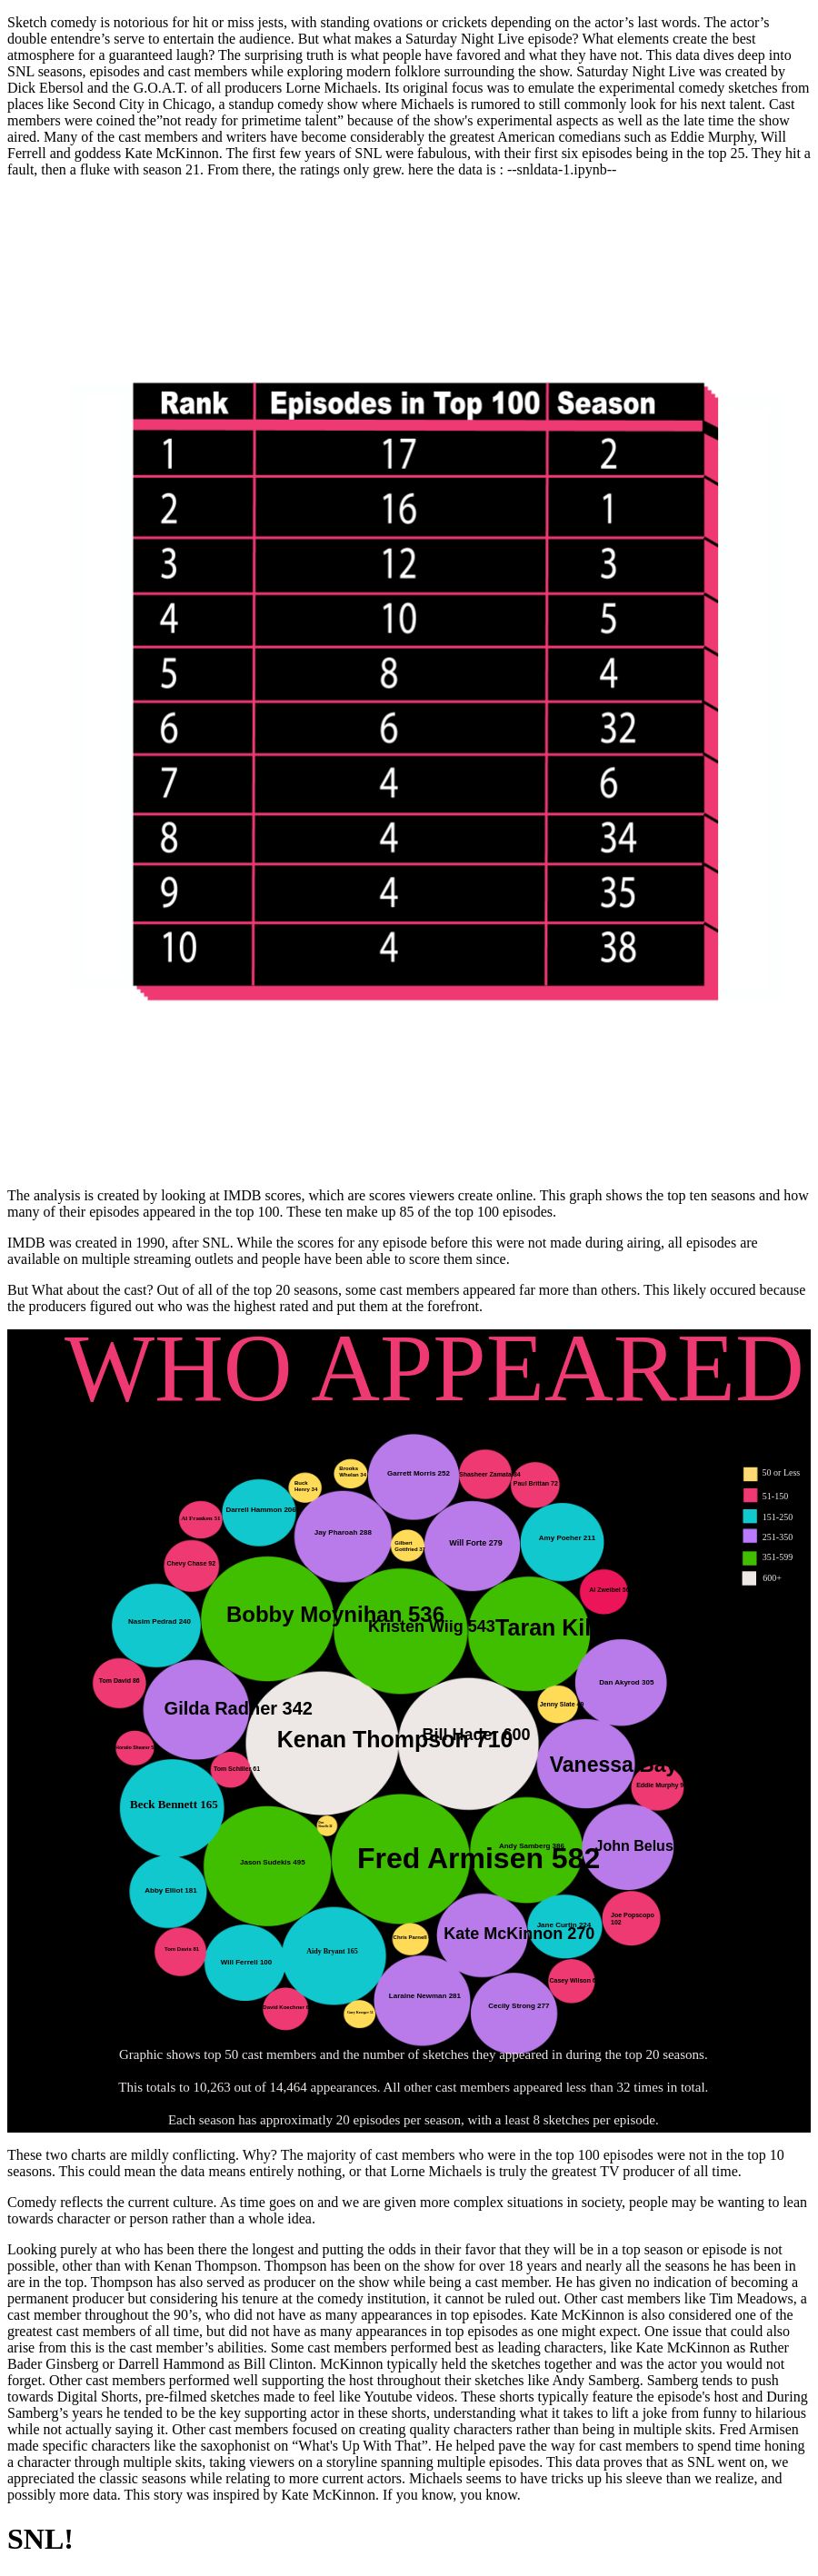 Sketch comedy is notorious for hit or miss jests, with standing ovations or crickets depending on the actor’s last words. The actor’s
double entendre’s serve to entertain the audience. But what makes a Saturday Night Live episode? What elements create the best
atmosphere for a guaranteed laugh? The surprising truth is what people have favored and what they have not. This data dives deep into
SNL seasons, episodes and cast members while exploring modern folklore surrounding the show. Saturday Night Live was created by
Dick Ebersol and the G.O.A.T. of all producers Lorne Michaels. Its original focus was to emulate the experimental comedy sketches from
places like Second City in Chicago, a standup comedy show where Michaels is rumored to still commonly look for his next talent. Cast
members were coined the”not ready for primetime talent” because of the show's experimental aspects as well as the late time the show
aired. Many of the cast members and writers have become considerably the greatest American comedians such as Eddie Murphy, Will
Ferrell and goddess Kate McKinnon. The first few years of SNL were fabulous, with their first six episodes being in the top 25. They hit a
fault, then a fluke with season 21. From there, the ratings only grew. here the data is : --snldata-1.ipynb--
Rank Episodes in Top 100 Season
1 17 2
2 16 1
3 12 3
4 10 5
5 8 4
6 6 32
7 4 6
8 4 34
9 4 35
10 4 38
The analysis is created by looking at IMDB scores, which are scores viewers create online. This graph shows the top ten seasons and how
many of their episodes appeared in the top 100. These ten make up 85 of the top 100 episodes.
IMDB was created in 1990, after SNL. While the scores for any episode before this were not made during airing, all episodes are
available on multiple streaming outlets and people have been able to score them since.
But What about the cast? Out of all of the top 20 seasons, some cast members appeared far more than others. This likely occured because
the producers figured out who was the highest rated and put them at the forefront.
WHO APPEARED
50 or Less
51-150
151-250
251-350
351-599
600+
Garrett Morris 252
Shasheer Zamata
Paul Brittan 72
Brooks
Whelan 34
Buck
Henry 34
Darrell Hammon 206
Al Franken 51
Jay Pharoah 288
Gilbert
Gottfried
Will Forte 279
Amy Poeher 211
Chevy Chase 92
Al Zweibel
Nasim Pedrad 240
Bobby Moynihan 536
Kristen Wiig 543
Taran Kil
Tom David 86
Dan Akyrod 305
Jenny Slate
Gilda Radner 342
Kenan Thompson 710
Bill Hader 600
Vanessa Bay
Tom Schiller 61
Eddie Murphy
Beck Bennett 165
Jason Sudekis 495
Fred Armisen 582
Andy Samberg
John Belus
Abby Elliot 181
Kate McKinnon 270
Jane Curtin 224
Joe Popscopo
102
Chris Parnell
Tom Davis
Will Ferrell 100
Aidy Bryant 165
Casey Wilson
Laraine Newman 281
Cecily Strong 277
David Koechner
Graphic shows top 50 cast members and the number of sketches they appeared in during the top 20 seasons.
This totals to 10,263 out of 14,464 appearances. All other cast members appeared less than 32 times in total.
Each season has approximatly 20 episodes per season, with a least 8 sketches per episode.
These two charts are mildly conflicting. Why? The majority of cast members who were in the top 100 episodes were not in the top 10
seasons. This could mean the data means entirely nothing, or that Lorne Michaels is truly the greatest TV producer of all time.
Comedy reflects the current culture. As time goes on and we are given more complex situations in society, people may be wanting to lean
towards character or person rather than a whole idea.
Looking purely at who has been there the longest and putting the odds in their favor that they will be in a top season or episode is not
possible, other than with Kenan Thompson. Thompson has been on the show for over 18 years and nearly all the seasons he has been in
are in the top. Thompson has also served as producer on the show while being a cast member. He has given no indication of becoming a
permanent producer but considering his tenure at the comedy institution, it cannot be ruled out. Other cast members like Tim Meadows, a
cast member throughout the 90’s, who did not have as many appearances in top episodes. Kate McKinnon is also considered one of the
greatest cast members of all time, but did not have as many appearances in top episodes as one might expect. One issue that could also
arise from this is the cast member’s abilities. Some cast members performed best as leading characters, like Kate McKinnon as Ruther
Bader Ginsberg or Darrell Hammond as Bill Clinton. McKinnon typically held the sketches together and was the actor you would not
forget. Other cast members performed well supporting the host throughout their sketches like Andy Samberg. Samberg tends to push
towards Digital Shorts, pre-filmed sketches made to feel like Youtube videos. These shorts typically feature the episode's host and During
Samberg’s years he tended to be the key supporting actor in these shorts, understanding what it takes to lift a joke from funny to hilarious
while not actually saying it. Other cast members focused on creating quality characters rather than being in multiple skits. Fred Armisen
made specific characters like the saxophonist on “What's Up With That”. He helped pave the way for cast members to spend time honing
a character through multiple skits, taking viewers on a storyline spanning multiple episodes. This data proves that as SNL went on, we
appreciated the classic seasons while relating to more current actors. Michaels seems to have tricks up his sleeve than we realize, and
possibly more data. This story was inspired by Kate McKinnon. If you know, you know.
SNL!